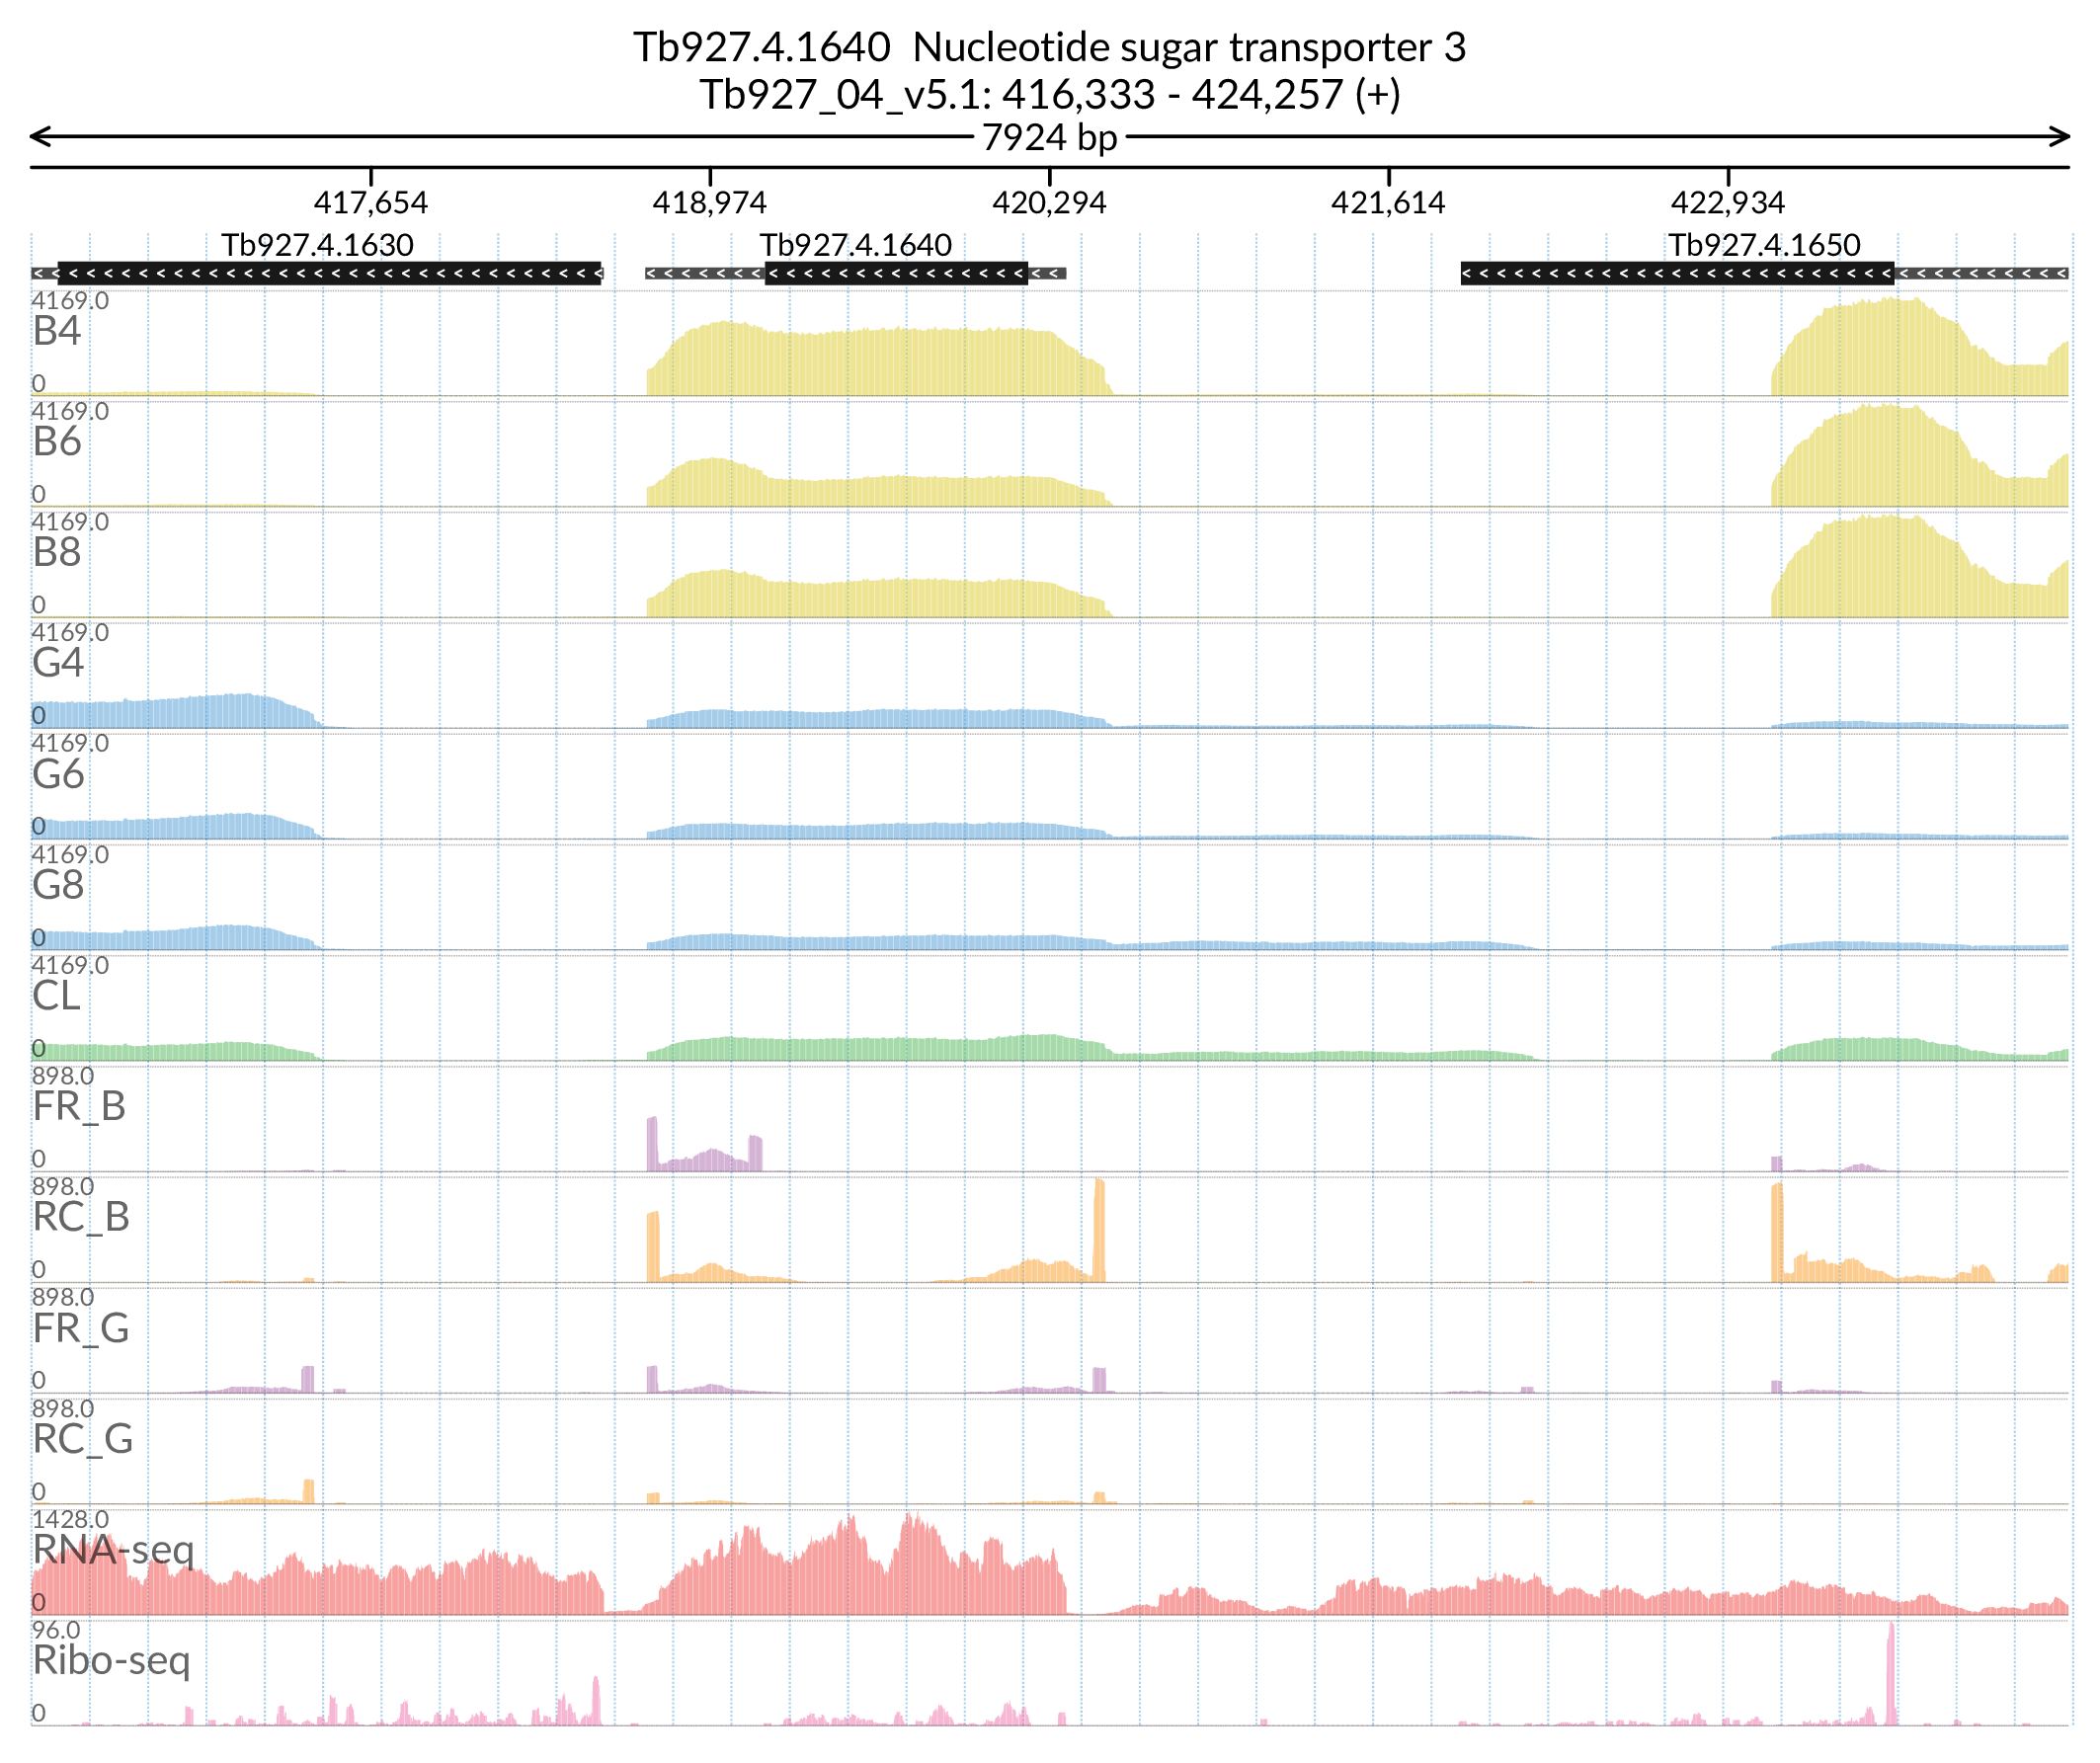 Tb927.4.1640  Nucleotide sugar transporter 3
Tb927_04_v5.1: 416,333 - 424,257 (+)
7924 bp
417,654 418,974 420,294 421,614 422,934
Tb927.4.1630 Tb927.4.1640 Tb927.4.1650
4169.0
B4
0
4169.0
B6
0
4169.0
B8
0
4169.0
G4
0
4169.0
G6
0
4169.0
G8
0
4169.0
CL
0
898.0
FR_B
0
898.0
RC_B
0
898.0
FR_G
0
898.0
RC_G
0
1428.0
RNA-seq
0
96.0
Ribo-seq
0